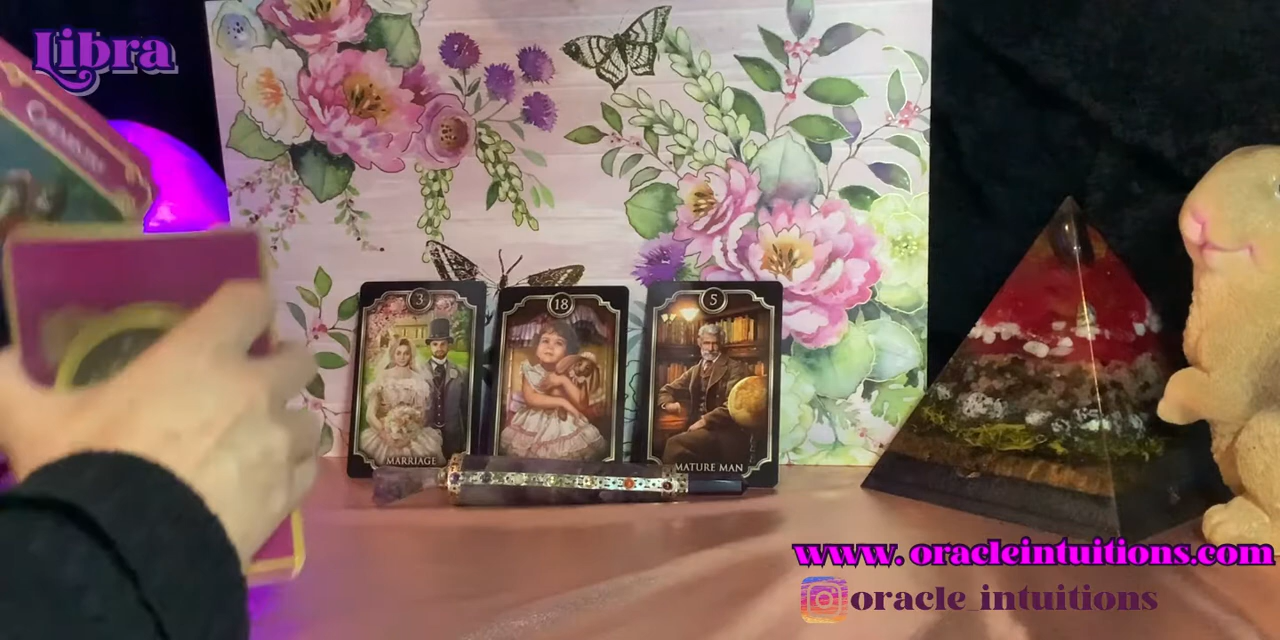 Libra
3
18
5
MARRIAGE
MATURE MAN
www.oracleintuitions.com
oracle_intuitions